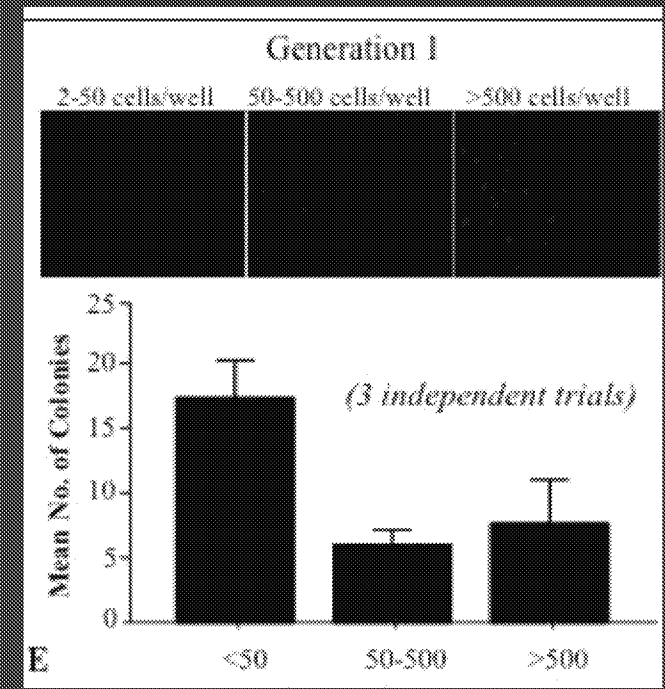 Generation 1
2-50 cells/well 50-500 cells/well >500 cells/well
25
20
15
10
5
0
Mean No. of Colonies
(3 independent trials)
<50 50-500 >500
E